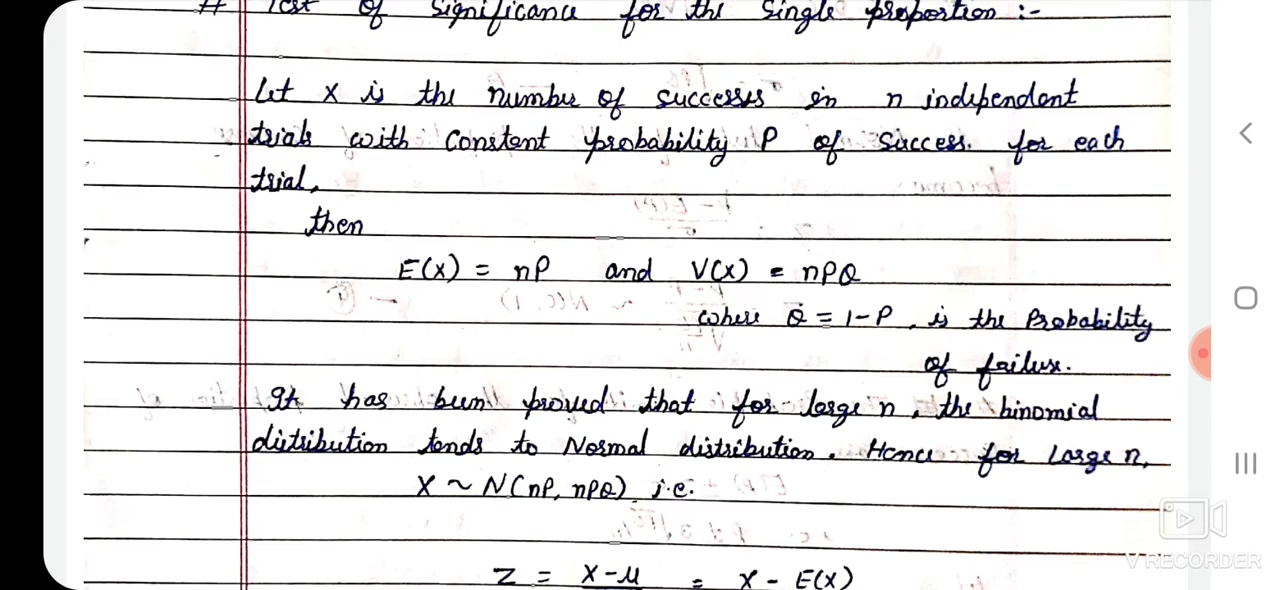 # Test of Significance for the Single proportion :-
Let X is the number of successes in n independent
trials with Constant probability P of Success. for each
trial,
then
E(X) = nP and V(X) = nPQ
where Q = 1-P, is the Probability
of failure.
It has been proved that for large n, the binomial
distribution tends to Normal distribution. Hence for Large n,
X ~ N(nP, nPQ) i.e.
Z = X-μ = X - E(X)
V RECORDER